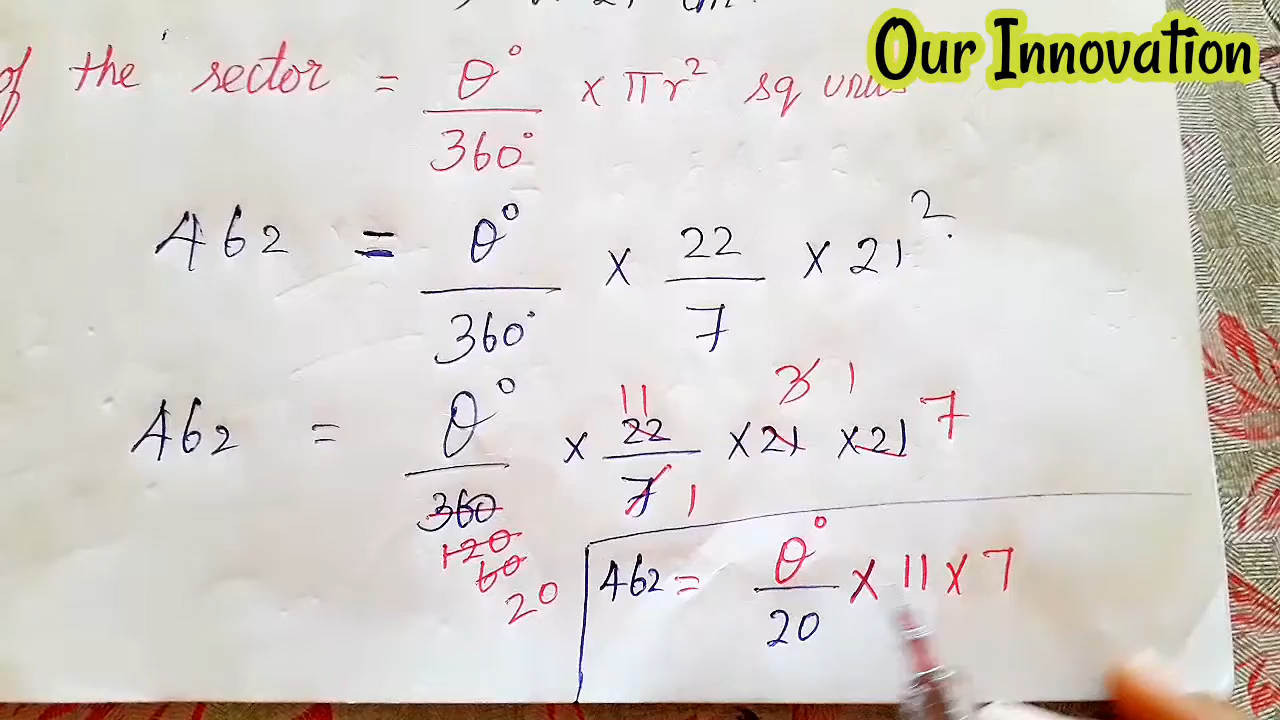 Our Innovation
of the sector = θ° / 360° × πr² sq
462 = θ° / 360° × 22 / 7 × 21²
3 1
11 7
462 = θ° / 360 × 22 / 7 × 21 × 21
1
120
60
20
462 = θ° / 20 × 11 × 7